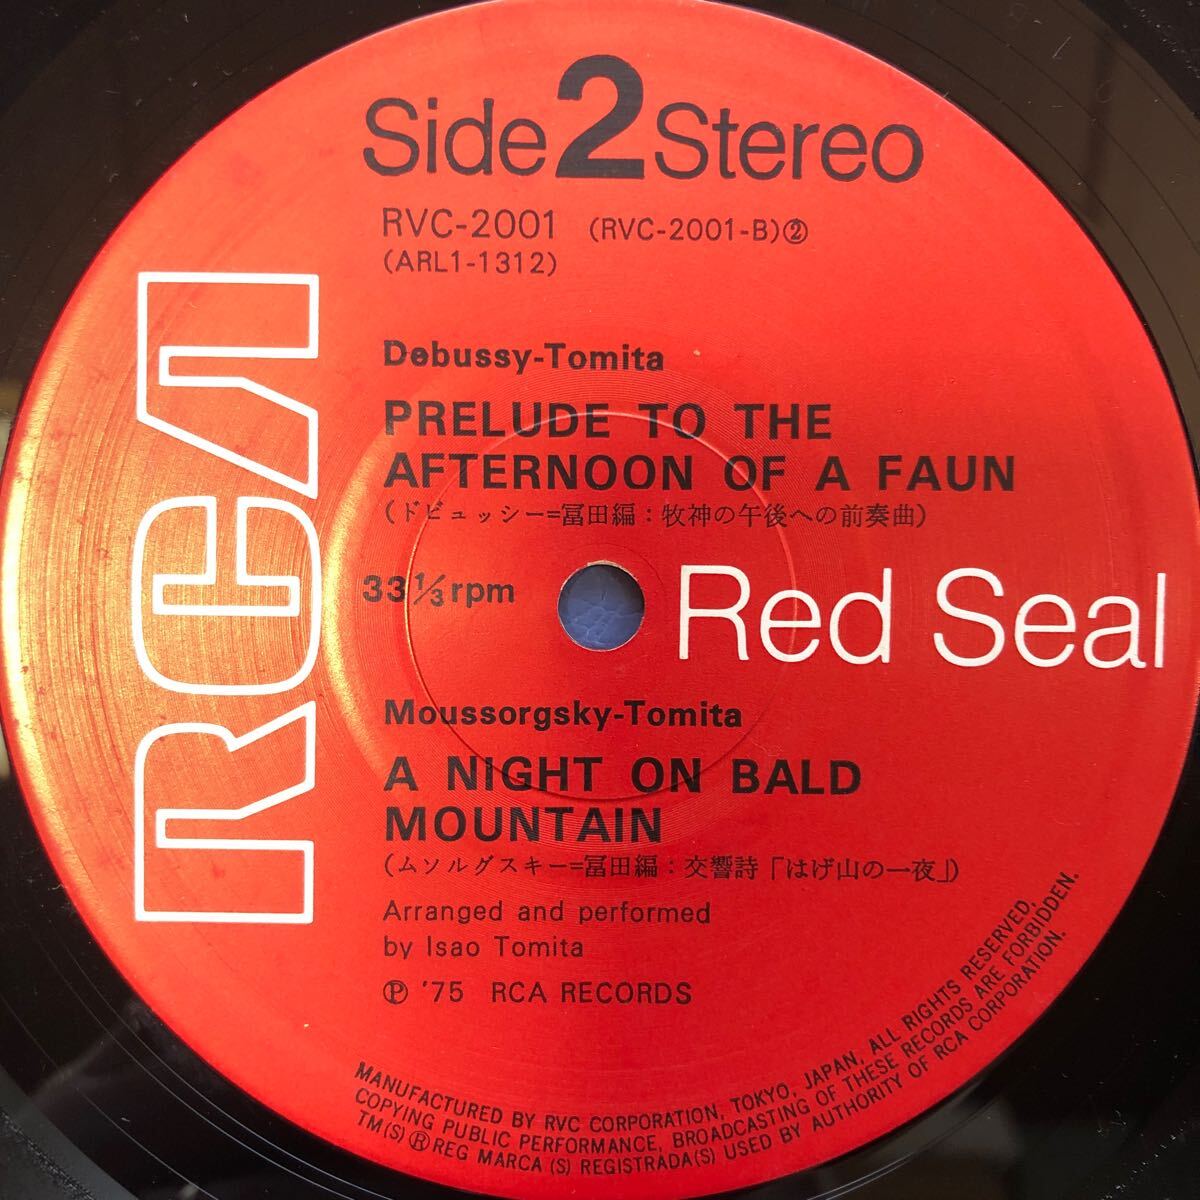 Side 2 Stereo
RVC-2001 (RVC-2001-B)②
(ARL1-1312)
RCA
Debussy-Tomita
PRELUDE TO THE
AFTERNOON OF A FAUN
(ドビュッシー=冨田編:牧神の午後への前奏曲)
33 1/3 rpm
Red Seal
Moussorgsky-Tomita
A NIGHT ON BALD
MOUNTAIN
(ムソルグスキー=冨田編:交響詩「はげ山の一夜」)
Arranged and performed
by Isao Tomita
Ⓟ '75 RCA RECORDS
MANUFACTURED BY RVC CORPORATION, TOKYO, JAPAN, ALL RIGHTS RESERVED,
COPYING PUBLIC PERFORMANCE, BROADCASTING OF THESE RECORDS ARE FORBIDDEN.
TM(S) ® REG MARCA (S) REGISTRADA(S) USED BY AUTHORITY OF RCA CORPORATION.